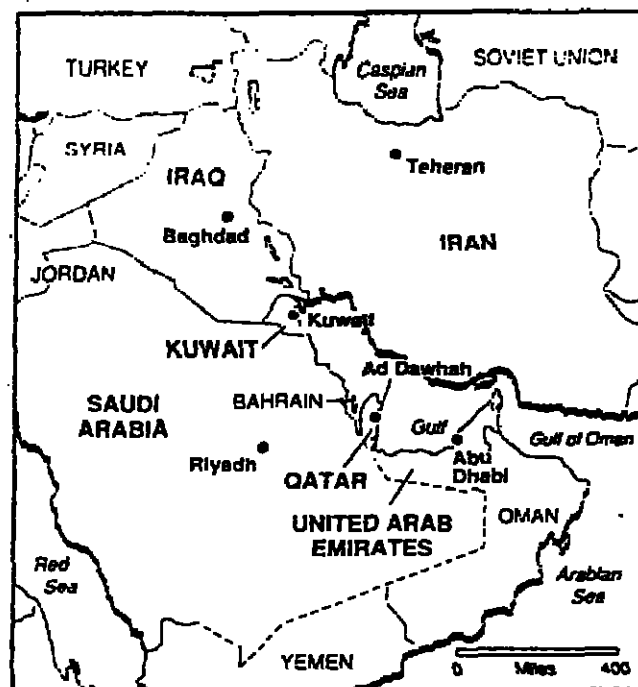 TURKEY
Caspian
Sea
SOVIET UNION
SYRIA
IRAQ
Teheran
Baghdad
IRAN
JORDAN
Kuwait
KUWAIT
Ad Dawhah
SAUDI
ARABIA
BAHRAIN
Gulf
Gulf of Oman
Riyadh
Abu
Dhabi
QATAR
OMAN
UNITED ARAB
EMIRATES
Red
Sea
Arabian
Sea
YEMEN
0 Miles 400